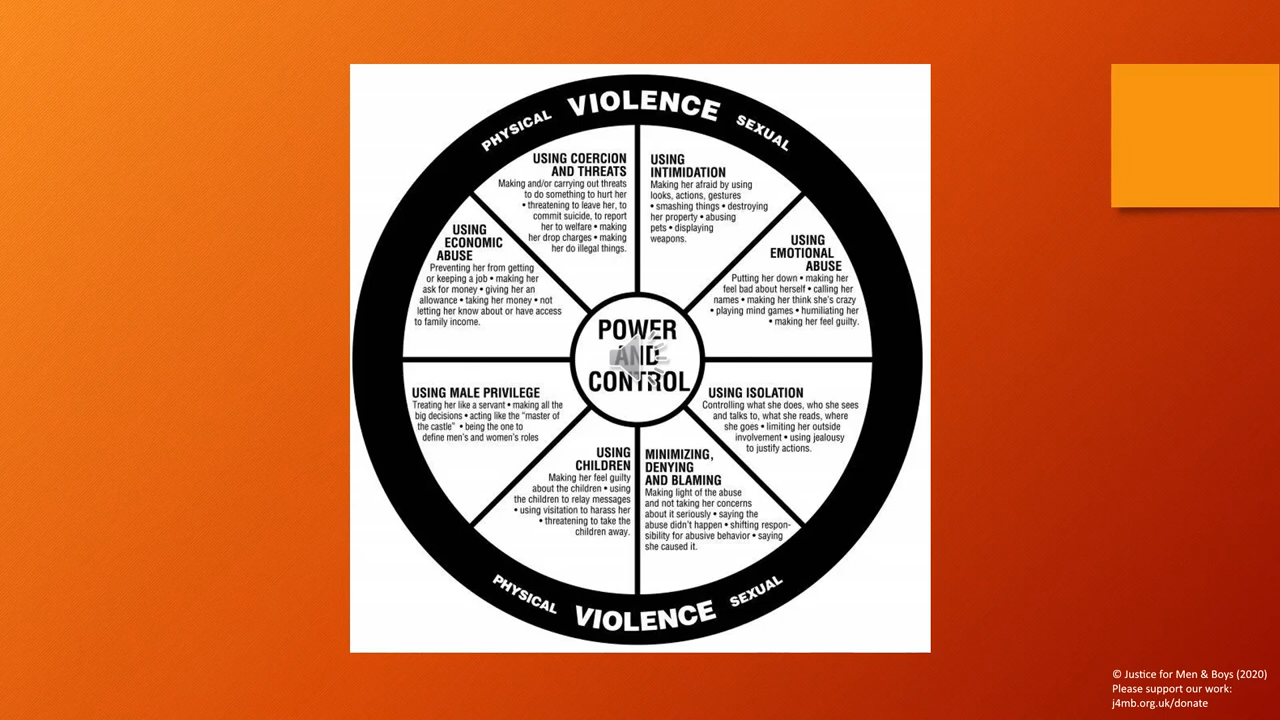 PHYSICAL VIOLENCE SEXUAL
USING COERCION
AND THREATS
Making and/or carrying out threats
to do something to hurt her
• threatening to leave her, to
commit suicide, to report
her to welfare • making
her drop charges • making
her do illegal things.
USING
INTIMIDATION
Making her afraid by using
looks, actions, gestures
• smashing things • destroying
her property • abusing
pets • displaying
weapons.
USING
ECONOMIC
ABUSE
Preventing her from getting
or keeping a job • making her
ask for money • giving her an
allowance • taking her money • not
letting her know about or have access
to family income.
USING
EMOTIONAL
ABUSE
Putting her down • making her
feel bad about herself • calling her
names • making her think she's crazy
• playing mind games • humiliating her
• making her feel guilty.
POWER
AND
CONTROL
USING MALE PRIVILEGE
Treating her like a servant • making all the
big decisions • acting like the "master of
the castle" • being the one to
define men's and women's roles
USING ISOLATION
Controlling what she does, who she sees
and talks to, what she reads, where
she goes • limiting her outside
involvement • using jealousy
to justify actions.
USING
CHILDREN
Making her feel guilty
about the children • using
the children to relay messages
• using visitation to harass her
• threatening to take the
children away.
MINIMIZING,
DENYING
AND BLAMING
Making light of the abuse
and not taking her concerns
about it seriously • saying the
abuse didn't happen • shifting respon-
sibility for abusive behavior • saying
she caused it.
PHYSICAL VIOLENCE SEXUAL
© Justice for Men & Boys (2020)
Please support our work:
j4mb.org.uk/donate